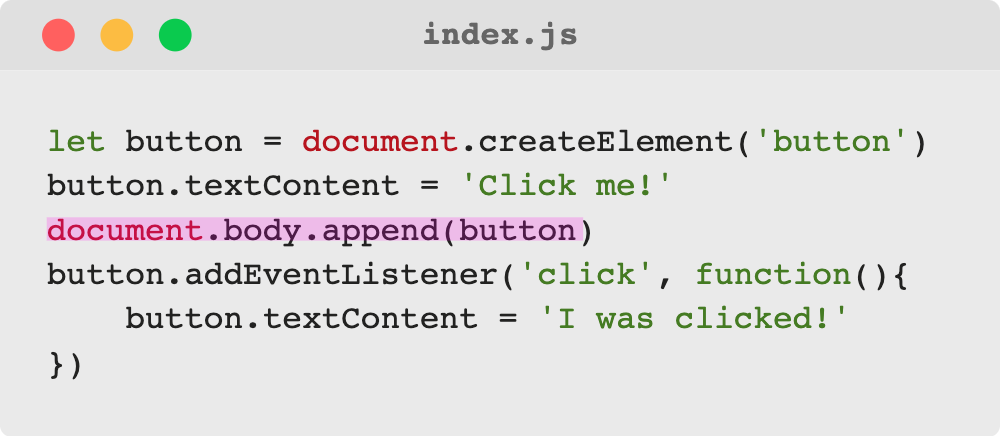 index.js
let button = document.createElement('button')
button.textContent = 'Click me!'
document.body.append(button)
button.addEventListener('click', function(){
    button.textContent = 'I was clicked!'
})